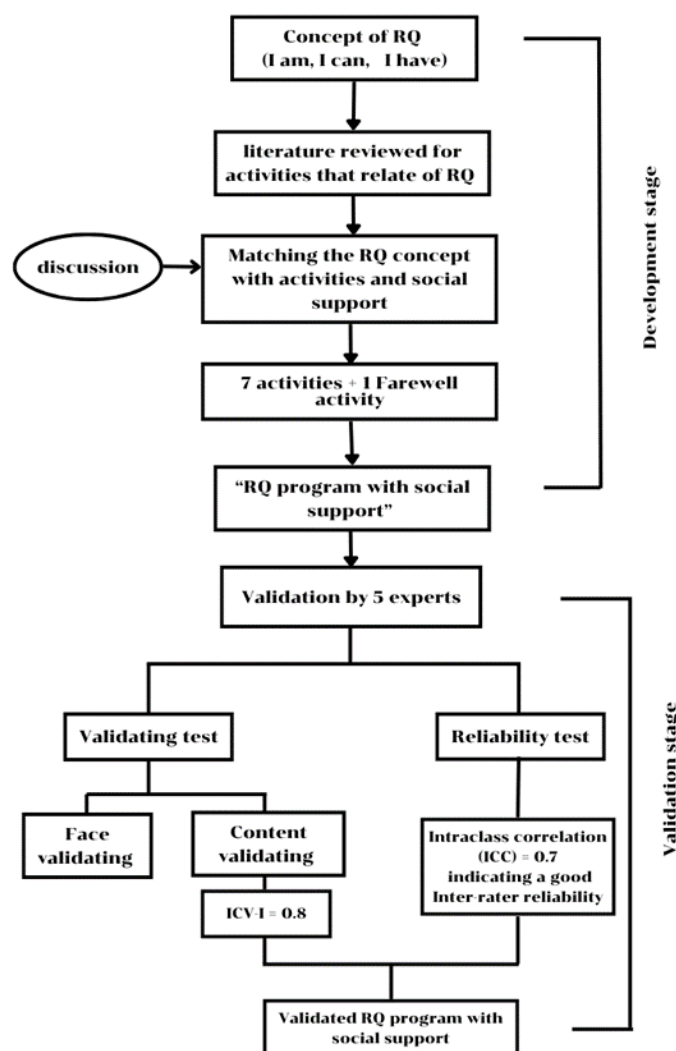 Concept of RQ
(I am, I can, I have)
literature reviewed for
activities that relate of RQ
discussion
Matching the RQ concept
with activities and social
support
7 activities + 1 Farewell
activity
“RQ program with social
support”
Development stage
Validation by 5 experts
Validating test
Reliability test
Face
validating
Content
validating
ICV-I = 0.8
Intraclass correlation
(ICC) = 0.7
indicating a good
Inter-rater reliability
Validated RQ program with
social support
Validation stage